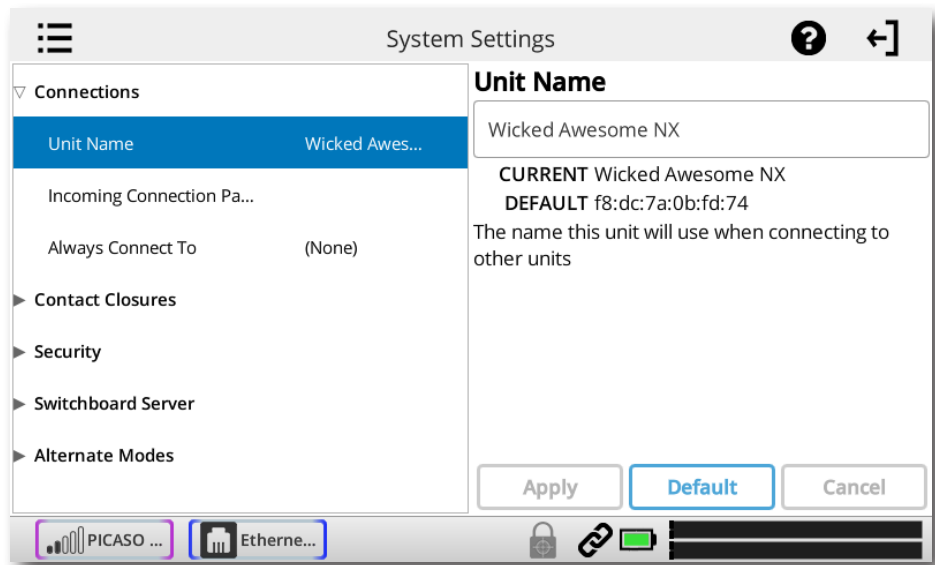 System Settings
?
Connections
Unit Name Wicked Awes...
Incoming Connection Pa...
Always Connect To (None)
Contact Closures
Security
Switchboard Server
Alternate Modes
Unit Name
Wicked Awesome NX
CURRENT Wicked Awesome NX
DEFAULT f8:dc:7a:0b:fd:74
The name this unit will use when connecting to
other units
Apply Default Cancel
PICASO ... Etherne...